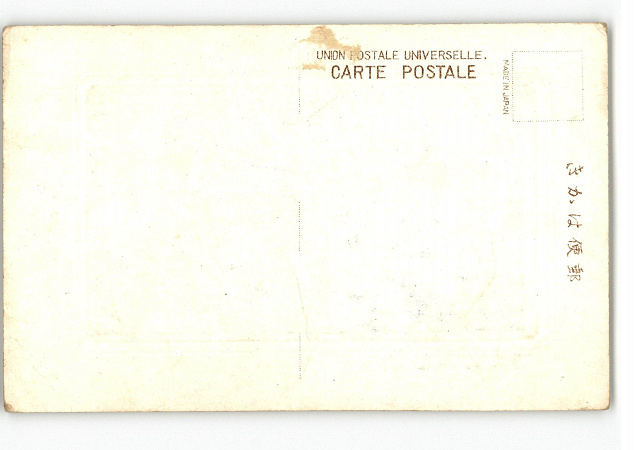 UNION POSTALE UNIVERSELLE.
CARTE POSTALE
MADE IN JAPAN
郵便はかき